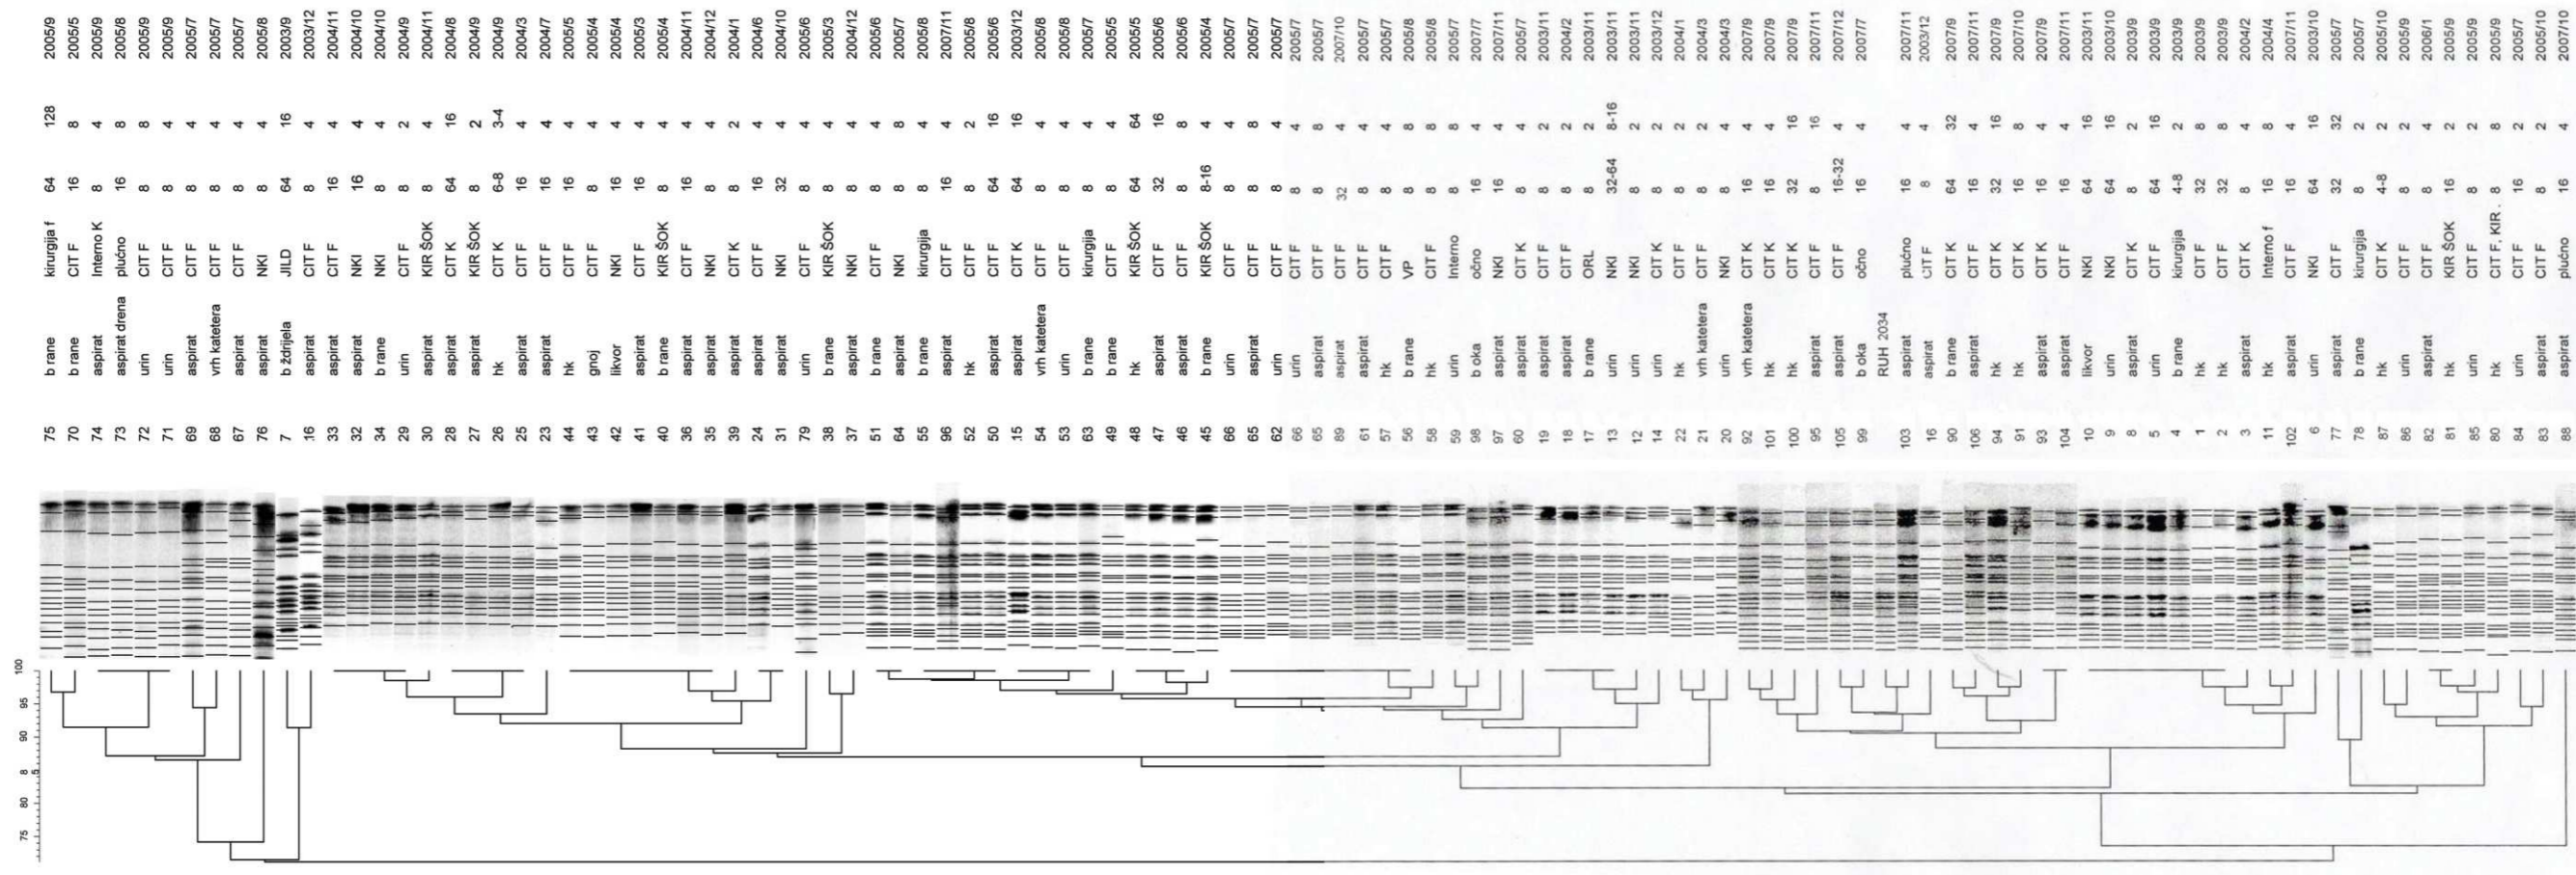 75 80 8 5 90 95 100
75 b rane kirurgija f 64 128 2005/9
70 b rane CIT F 16 8 2005/5
74 aspirat Interno K 8 4 2005/9
73 aspirat drena plućno 16 8 2005/8
72 urin CIT F 8 8 2005/9
71 urin CIT F 8 4 2005/9
69 aspirat CIT F 8 4 2005/7
68 vrh katetera CIT F 8 4 2005/7
67 aspirat CIT F 8 4 2005/7
76 aspirat NKI 8 4 2005/8
7 b ždrijela JILD 64 16 2003/9
16 aspirat CIT F 8 4 2003/12
33 aspirat CIT F 16 4 2004/11
32 aspirat NKI 16 4 2004/10
34 b rane NKI 8 4 2004/10
29 urin CIT F 8 2 2004/9
30 aspirat KIR ŠOK 8 4 2004/11
28 aspirat CIT K 64 16 2004/8
27 aspirat KIR ŠOK 8 2 2004/9
26 hk CIT K 6-8 3-4 2004/9
25 aspirat CIT F 16 4 2004/3
23 aspirat CIT F 16 4 2004/7
44 hk CIT F 16 4 2005/5
43 gnoj CIT F 8 4 2005/4
42 likvor NKI 16 4 2005/4
41 aspirat CIT F 16 4 2005/3
40 b rane KIR ŠOK 8 4 2005/4
36 aspirat CIT F 16 4 2004/11
35 aspirat NKI 8 4 2004/12
39 aspirat CIT K 8 2 2004/1
24 aspirat CIT F 16 4 2004/6
31 aspirat NKI 32 4 2004/10
79 urin CIT F 8 4 2005/6
38 b rane KIR ŠOK 8 4 2005/3
37 aspirat NKI 8 4 2004/12
51 b rane CIT F 8 4 2005/6
64 aspirat NKI 8 8 2005/7
55 b rane kirurgija 8 4 2005/8
96 aspirat CIT F 16 4 2007/11
52 hk CIT F 8 2 2005/8
50 aspirat CIT F 64 16 2005/6
15 aspirat CIT K 64 16 2003/12
54 vrh katetera CIT F 8 4 2005/8
53 urin CIT F 8 4 2005/8
63 b rane kirurgija 8 4 2005/7
49 b rane CIT F 8 4 2005/5
48 hk KIR ŠOK 64 64 2005/5
47 aspirat CIT F 32 16 2005/6
46 aspirat CIT F 8 8 2005/6
45 b rane KIR ŠOK 8-16 4 2005/4
66 urin CIT F 8 4 2005/7
65 aspirat CIT F 8 8 2005/7
62 urin CIT F 8 4 2005/7
66 urin CIT F 8 4 2005/7
65 aspirat CIT F 8 8 2005/7
89 aspirat CIT F 32 4 2007/10
61 aspirat CIT F 8 4 2005/7
57 hk CIT F 8 4 2005/7
56 b rane VP 8 8 2005/8
58 hk CIT F 8 8 2005/8
59 urin Interno 8 8 2005/7
98 b oka očno 16 4 2007/7
97 aspirat NKI 16 4 2007/11
60 aspirat CIT K 8 4 2005/7
19 aspirat CIT F 8 2 2003/11
18 aspirat CIT F 8 2 2004/2
17 b rane ORL 8 2 2003/11
13 urin NKI 32-64 8-16 2003/11
12 urin NKI 8 2 2003/11
14 urin CIT K 8 2 2003/12
22 hk CIT F 8 2 2004/1
21 vrh katetera CIT F 8 2 2004/3
20 urin NKI 8 4 2004/3
92 vrh katetera CIT K 16 4 2007/9
101 hk CIT F 16 4 2007/9
100 hk CIT F 32 16 2007/9
95 aspirat CIT F 8 16 2007/11
105 aspirat CIT F 16-32 4 2007/12
99 b oka očno 16 4 2007/7
RUH 2034
103 aspirat plućno 16 4 2007/11
16 aspirat CIT F 8 4 2003/12
90 b rane CIT K 64 32 2007/9
106 aspirat CIT F 16 4 2007/11
94 hk CIT K 32 16 2007/9
91 hk CIT K 16 8 2007/10
93 aspirat CIT K 16 4 2007/9
104 aspirat CIT F 16 4 2007/11
10 likvor NKI 64 16 2003/11
9 urin NKI 64 16 2003/10
8 aspirat CIT K 8 2 2003/9
5 urin CIT F 64 16 2003/9
4 b rane kirurgija 4-8 2 2003/9
1 hk CIT F 32 8 2003/9
2 hk CIT F 32 8 2003/9
3 aspirat CIT K 8 4 2004/2
11 hk Interno f 16 8 2004/4
102 aspirat CIT F 16 4 2007/11
6 urin NKI 64 16 2003/10
77 aspirat CIT F 32 32 2005/7
78 b rane kirurgija 8 2 2005/7
87 hk CIT K 4-8 2 2005/10
86 urin CIT F 8 2 2005/9
82 aspirat CIT F 8 4 2006/1
81 hk KIR ŠOK 16 2 2005/9
85 urin CIT F 8 2 2005/9
80 hk CIT F, KIR . 8 8 2005/9
84 urin CIT F 16 2 2005/7
83 aspirat CIT F 8 2 2005/10
88 aspirat plućno 16 4 2007/10